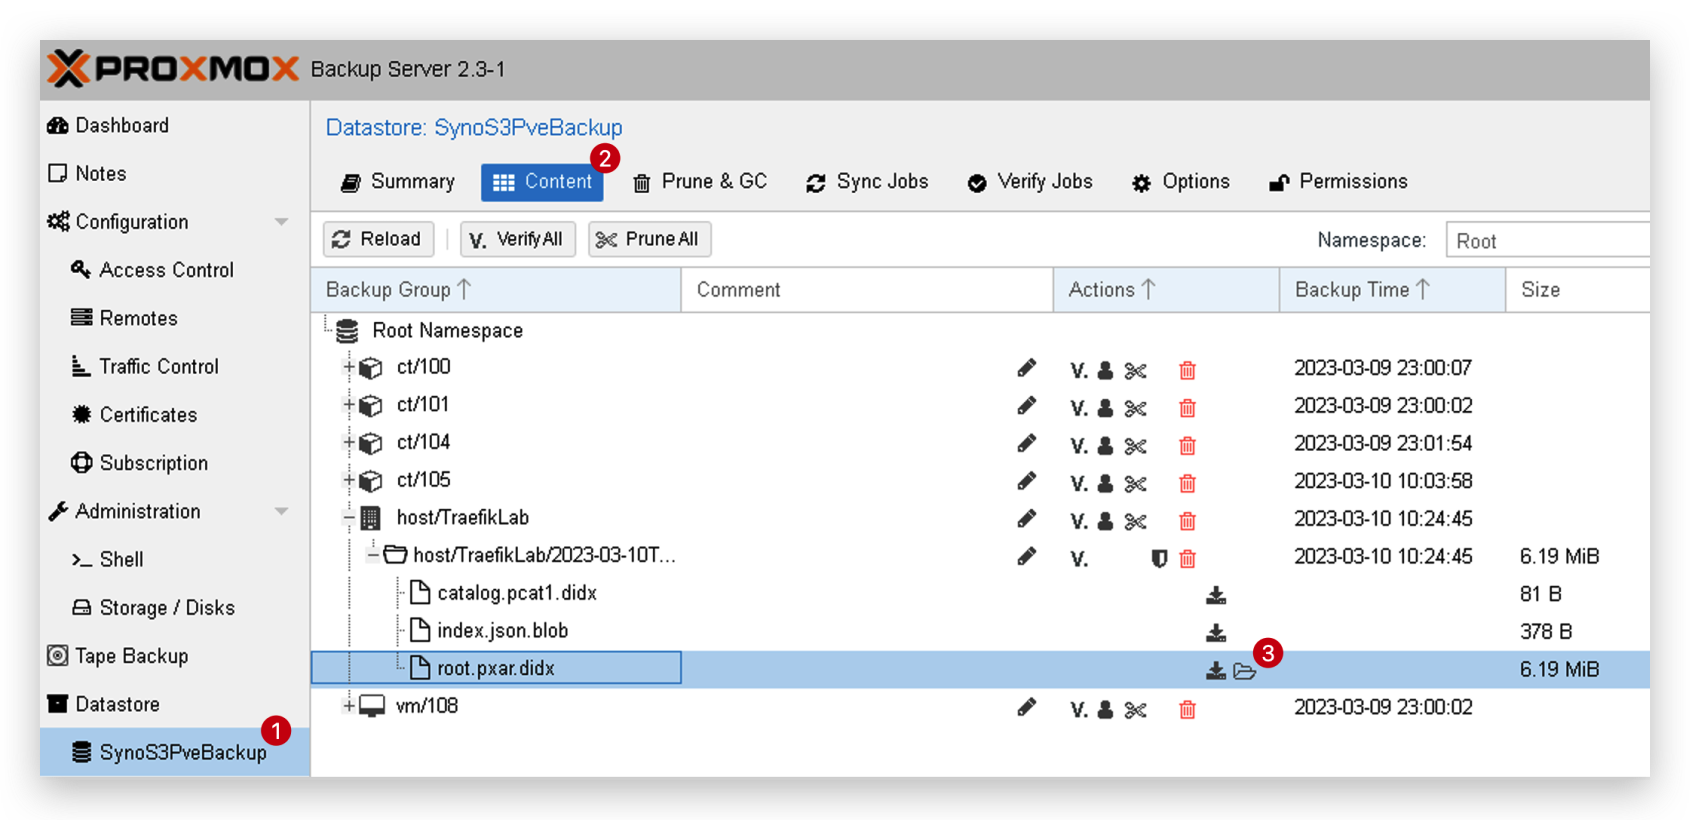 PROXMOX Backup Server 2.3-1
Dashboard
Notes
Configuration
Access Control
Remotes
Traffic Control
Certificates
Subscription
Administration
>_ Shell
Storage / Disks
Tape Backup
Datastore
SynoS3PveBackup 1
Datastore: SynoS3PveBackup
Summary Content 2 Prune & GC Sync Jobs Verify Jobs Options Permissions
Reload V. Verify All Prune All Namespace: Root
Backup Group ↑ Comment Actions ↑ Backup Time ↑ Size
Root Namespace
ct/100 V. 2023-03-09 23:00:07
ct/101 V. 2023-03-09 23:00:02
ct/104 V. 2023-03-09 23:01:54
ct/105 V. 2023-03-10 10:03:58
host/TraefikLab V. 2023-03-10 10:24:45
host/TraefikLab/2023-03-10T... V. 2023-03-10 10:24:45 6.19 MiB
catalog.pcat1.didx 81 B
index.json.blob 378 B
root.pxar.didx 3 6.19 MiB
vm/108 V. 2023-03-09 23:00:02